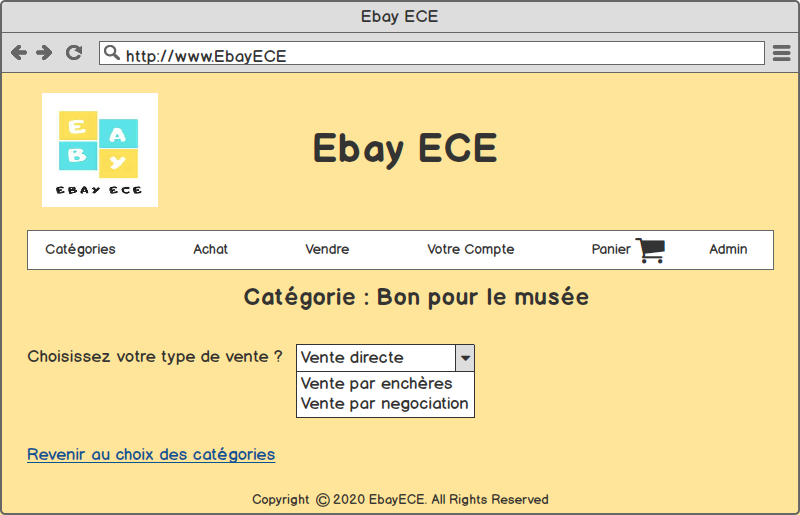 Ebay ECE
http://www.EbayECE
E A
B Y
EBAY ECE
Ebay ECE
Catégories Achat Vendre Votre Compte Panier Admin
Catégorie : Bon pour le musée
Choisissez votre type de vente ? Vente directe
Vente par enchères
Vente par negociation
Revenir au choix des catégories
Copyright © 2020 EbayECE. All Rights Reserved